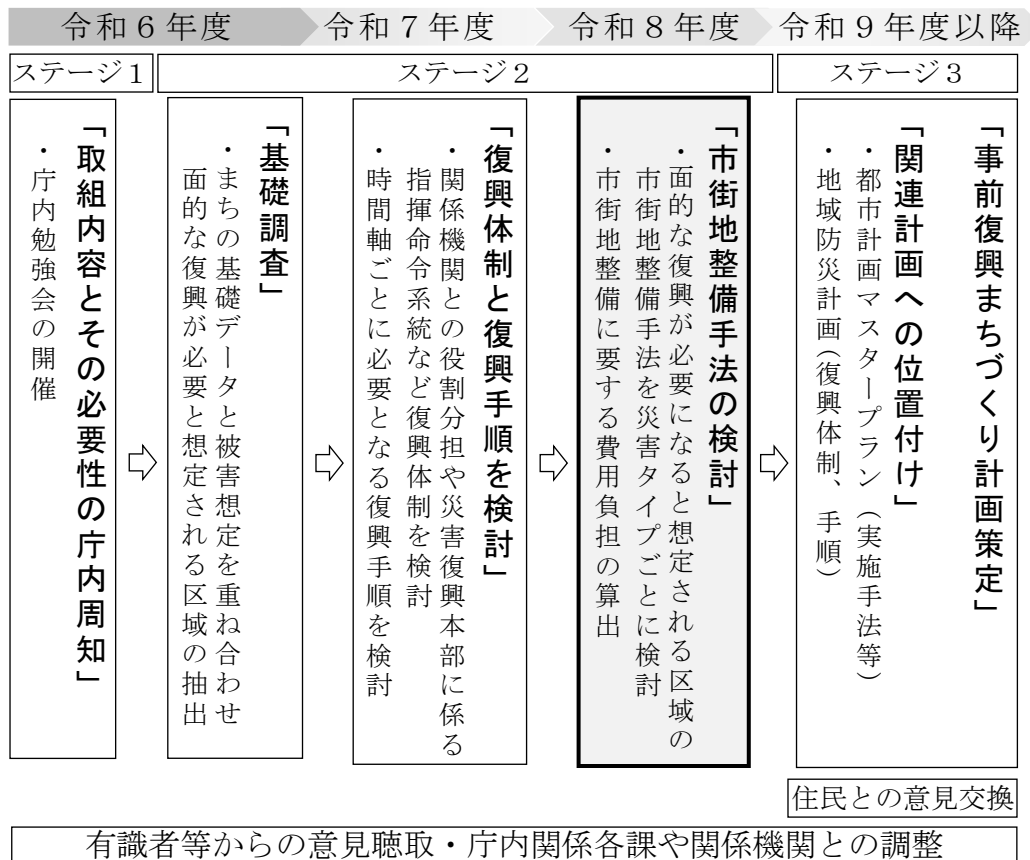 令和6年度
令和7年度
令和8年度
令和9年度以降
ステージ1
ステージ2
ステージ3
「取組内容とその必要性の庁内周知」
・庁内勉強会の開催
「基礎調査」
・まちの基礎データと被害想定を重ね合わせ
面的な復興が必要と想定される区域の抽出
「復興体制と復興手順を検討」
・関係機関との役割分担や災害復興本部に係る
指揮命令系統など復興体制を検討
・時間軸ごとに必要となる復興手順を検討
「市街地整備手法の検討」
・面的な復興が必要になると想定される区域の
市街地整備手法を災害タイプごとに検討
・市街地整備に要する費用負担の算出
「事前復興まちづくり計画策定」
「関連計画への位置付け」
・都市計画マスタープラン（実施手法等）
・地域防災計画（復興体制、手順）
住民との意見交換
有識者等からの意見聴取・庁内関係各課や関係機関との調整